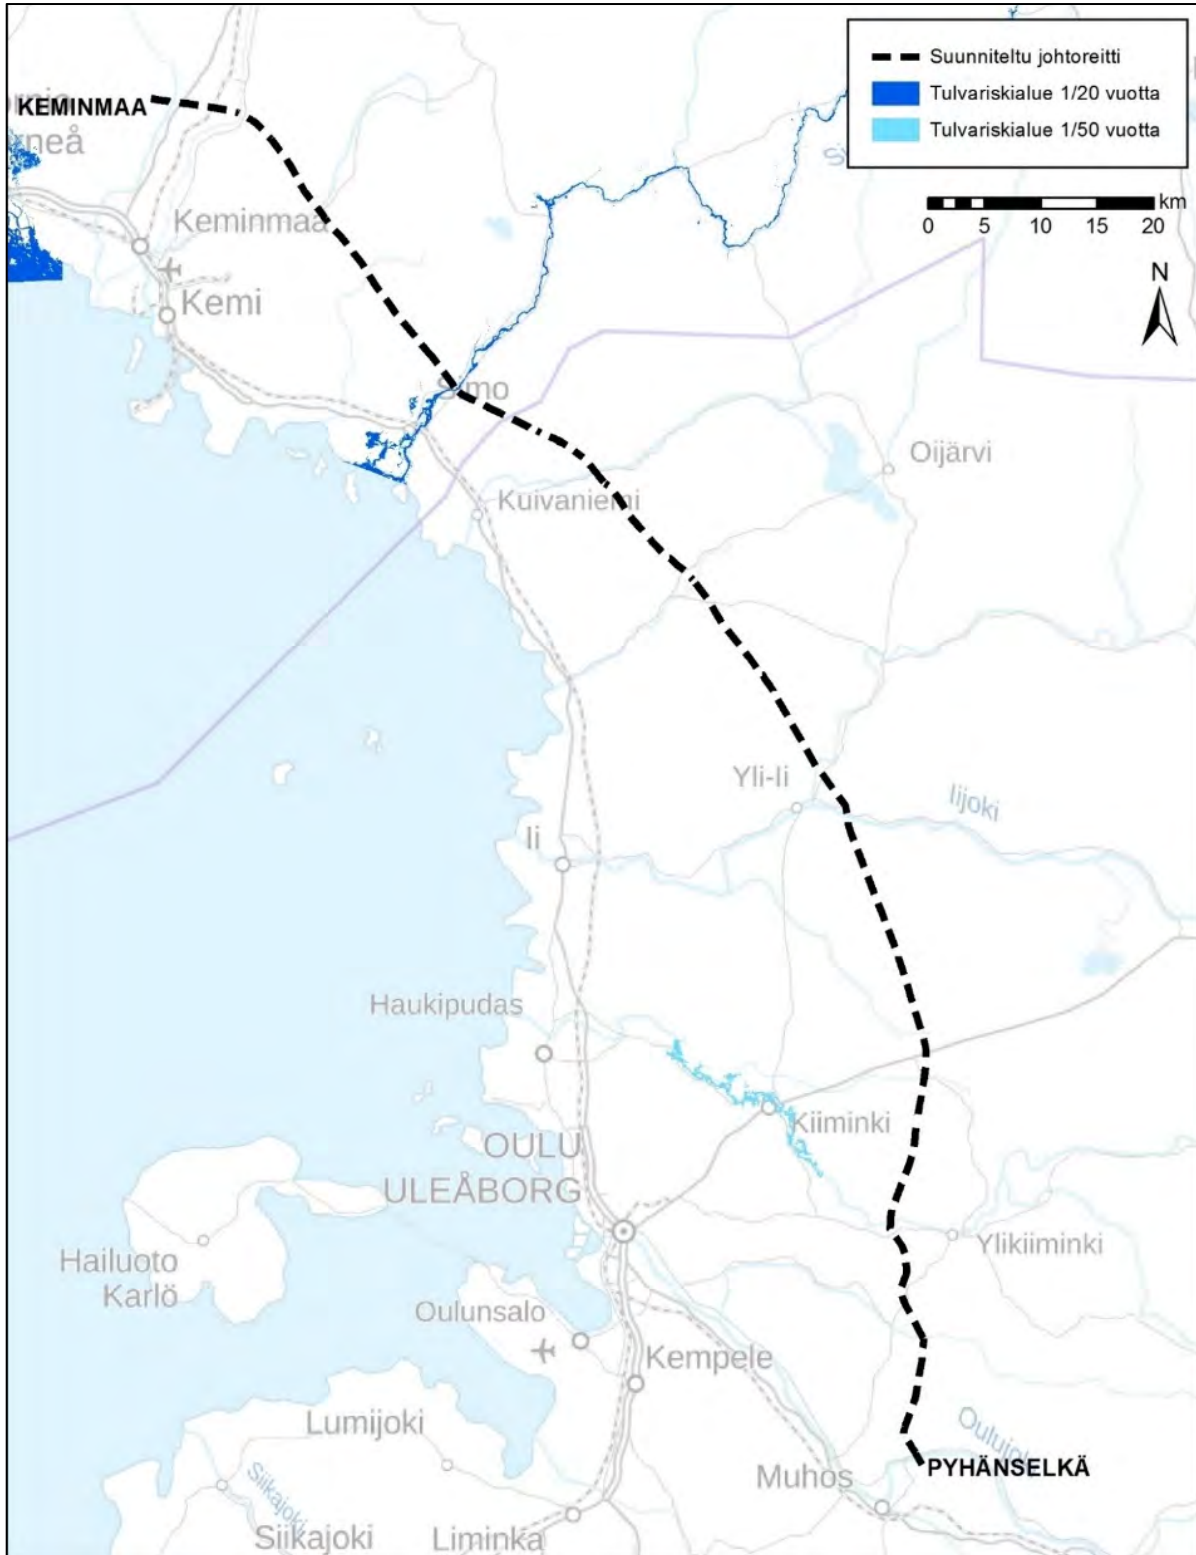 Suunniteltu johtoreitti
Tulvariskialue 1/20 vuotta
Tulvariskialue 1/50 vuotta
km
0 5 10 15 20
N
KEMINMAA
Keminmaa
Kemi
Simo
Oijärvi
Kuivaniemi
Yli-Ii
Iijoki
Ii
Haukipudas
Kiiminki
OULU
ULEÅBORG
Ylikiiminki
Hailuoto
Karlö
Oulunsalo
Kempele
Lumijoki
Oulujoki
PYHÄNSELKÄ
Muhos
Siikajoki
Siikajoki
Liminka